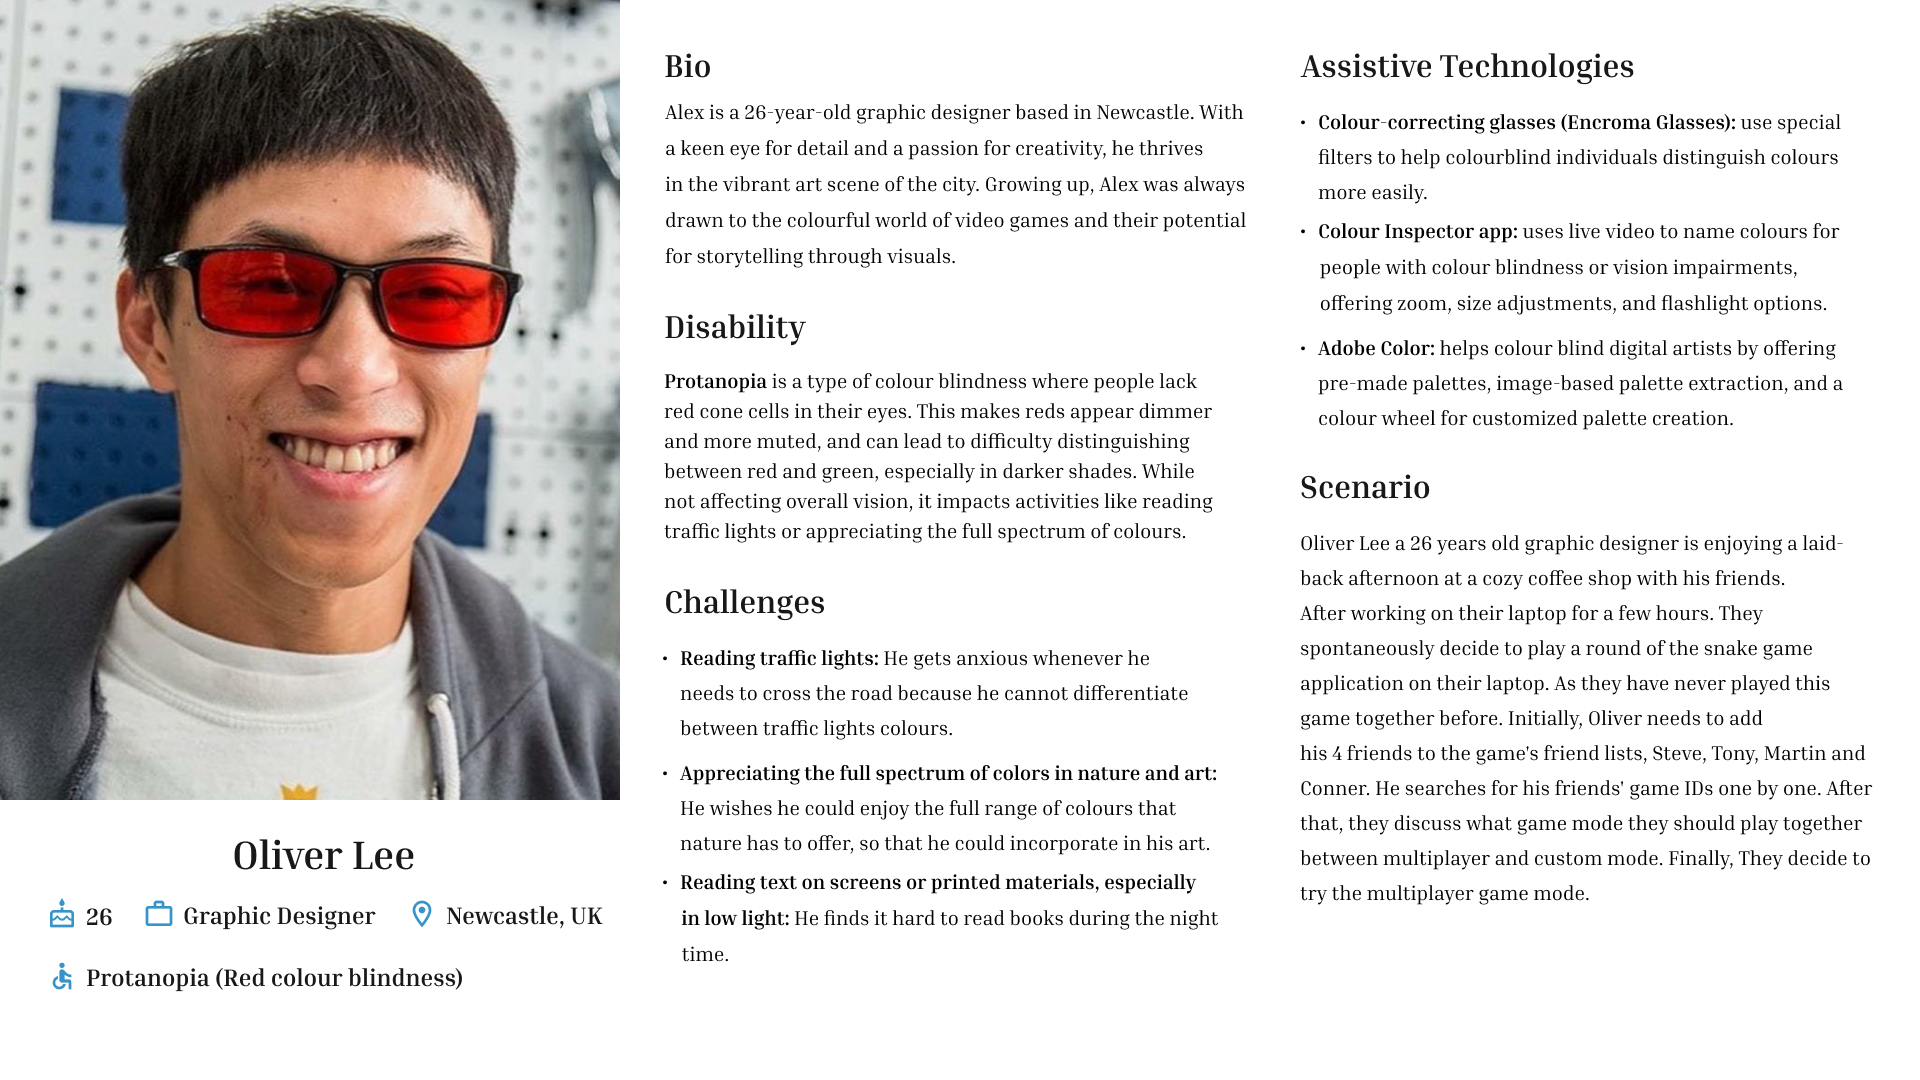 Oliver Lee
26
Graphic Designer
Newcastle, UK
Protanopia (Red colour blindness)
Bio
Alex is a 26-year-old graphic designer based in Newcastle. With
a keen eye for detail and a passion for creativity, he thrives
in the vibrant art scene of the city. Growing up, Alex was always
drawn to the colourful world of video games and their potential
for storytelling through visuals.
Disability
Protanopia is a type of colour blindness where people lack
red cone cells in their eyes. This makes reds appear dimmer
and more muted, and can lead to difficulty distinguishing
between red and green, especially in darker shades. While
not affecting overall vision, it impacts activities like reading
traffic lights or appreciating the full spectrum of colours.
Challenges
• Reading traffic lights: He gets anxious whenever he
needs to cross the road because he cannot differentiate
between traffic lights colours.
• Appreciating the full spectrum of colors in nature and art:
He wishes he could enjoy the full range of colours that
nature has to offer, so that he could incorporate in his art.
• Reading text on screens or printed materials, especially
in low light: He finds it hard to read books during the night
time.
Assistive Technologies
• Colour-correcting glasses (Encroma Glasses): use special
filters to help colourblind individuals distinguish colours
more easily.
• Colour Inspector app: uses live video to name colours for
people with colour blindness or vision impairments,
offering zoom, size adjustments, and flashlight options.
• Adobe Color: helps colour blind digital artists by offering
pre-made palettes, image-based palette extraction, and a
colour wheel for customized palette creation.
Scenario
Oliver Lee a 26 years old graphic designer is enjoying a laid-
back afternoon at a cozy coffee shop with his friends.
After working on their laptop for a few hours. They
spontaneously decide to play a round of the snake game
application on their laptop. As they have never played this
game together before. Initially, Oliver needs to add
his 4 friends to the game's friend lists, Steve, Tony, Martin and
Conner. He searches for his friends' game IDs one by one. After
that, they discuss what game mode they should play together
between multiplayer and custom mode. Finally, They decide to
try the multiplayer game mode.